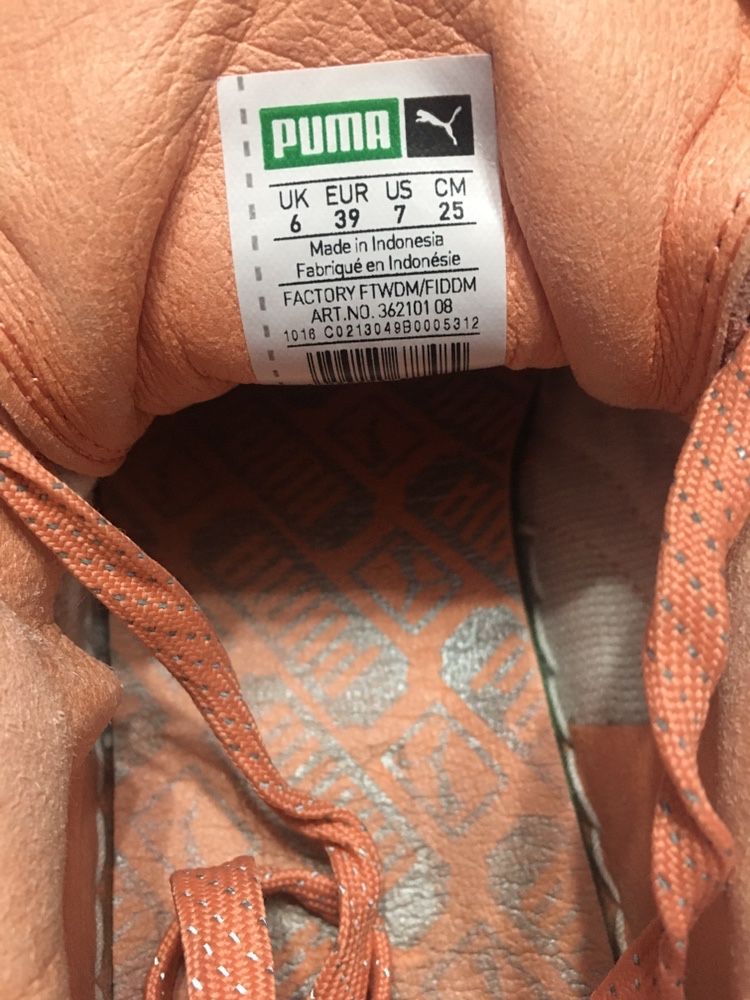 PUMA
UK EUR US CM
6 39 7 25
Made in Indonesia
Fabriqué en Indonésie
FACTORY FTWDM/FIDDM
ART.NO. 362101 08
1016 C0213049B0005312